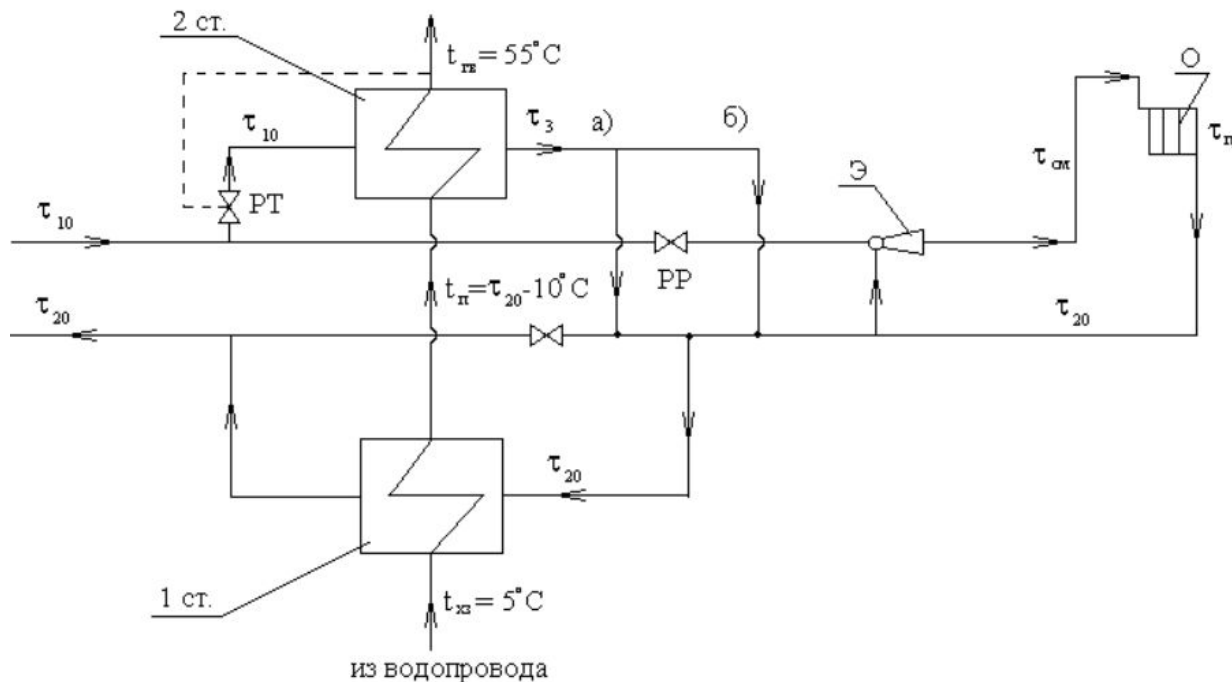 2 ст.
t_гв = 55°C
О
τ_10
τ_3
а)
б)
τ_см
τ_п
Э
РТ
τ_10
РР
t_п=τ_20-10°C
τ_20
τ_20
τ_20
1 ст.
t_хз = 5°C
из водопровода